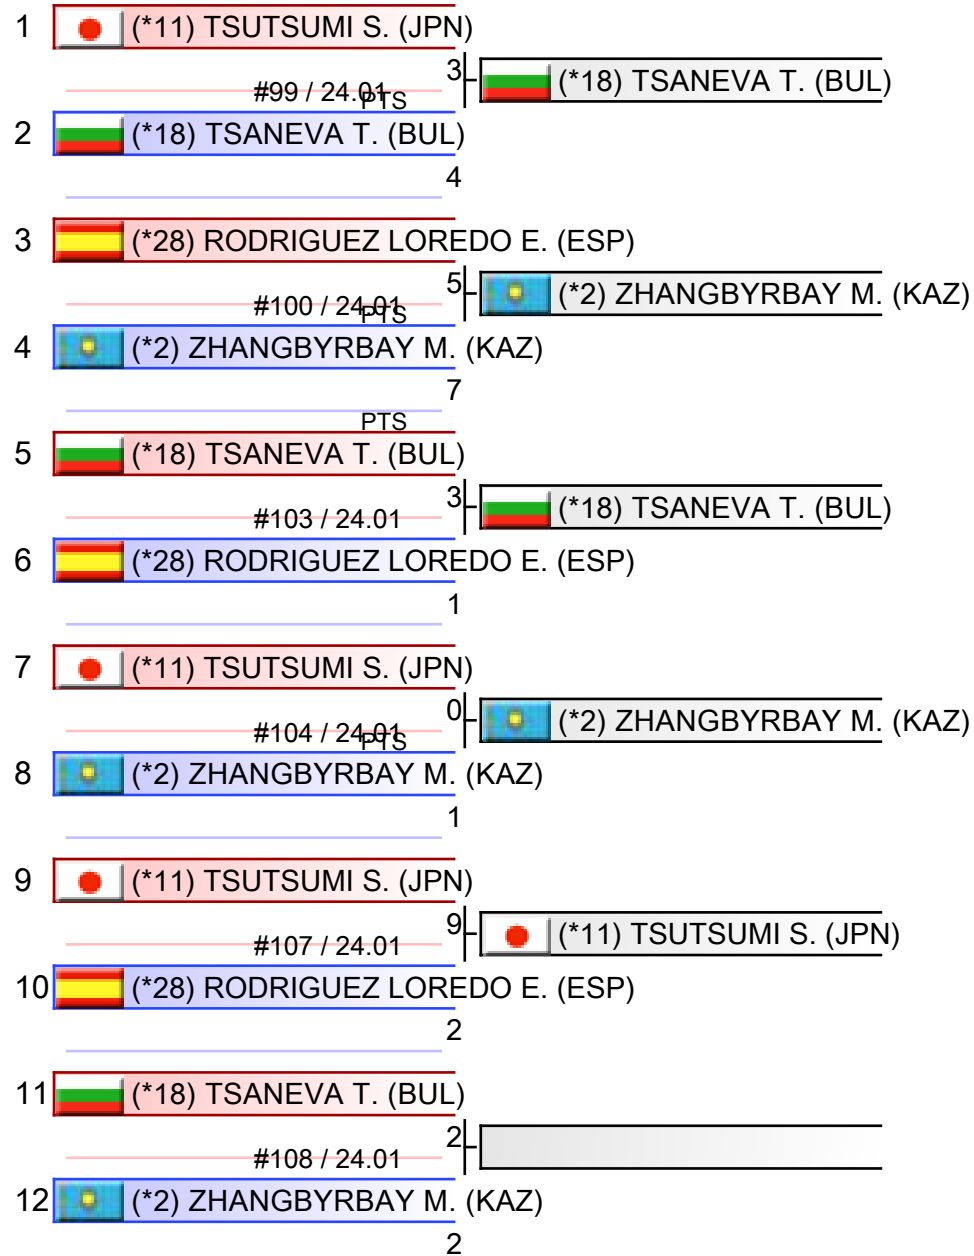 1 (*11) TSUTSUMI S. (JPN)
3 (*18) TSANEVA T. (BUL)
#99 / 24.01 PTS
2 (*18) TSANEVA T. (BUL)
4
3 (*28) RODRIGUEZ LOREDO E. (ESP)
5 (*2) ZHANGBYRBAY M. (KAZ)
#100 / 24.01 PTS
4 (*2) ZHANGBYRBAY M. (KAZ)
7
PTS
5 (*18) TSANEVA T. (BUL)
3 (*18) TSANEVA T. (BUL)
#103 / 24.01
6 (*28) RODRIGUEZ LOREDO E. (ESP)
1
7 (*11) TSUTSUMI S. (JPN)
0 (*2) ZHANGBYRBAY M. (KAZ)
#104 / 24.01 PTS
8 (*2) ZHANGBYRBAY M. (KAZ)
1
9 (*11) TSUTSUMI S. (JPN)
9 (*11) TSUTSUMI S. (JPN)
#107 / 24.01
10 (*28) RODRIGUEZ LOREDO E. (ESP)
2
11 (*18) TSANEVA T. (BUL)
2
#108 / 24.01
12 (*2) ZHANGBYRBAY M. (KAZ)
2